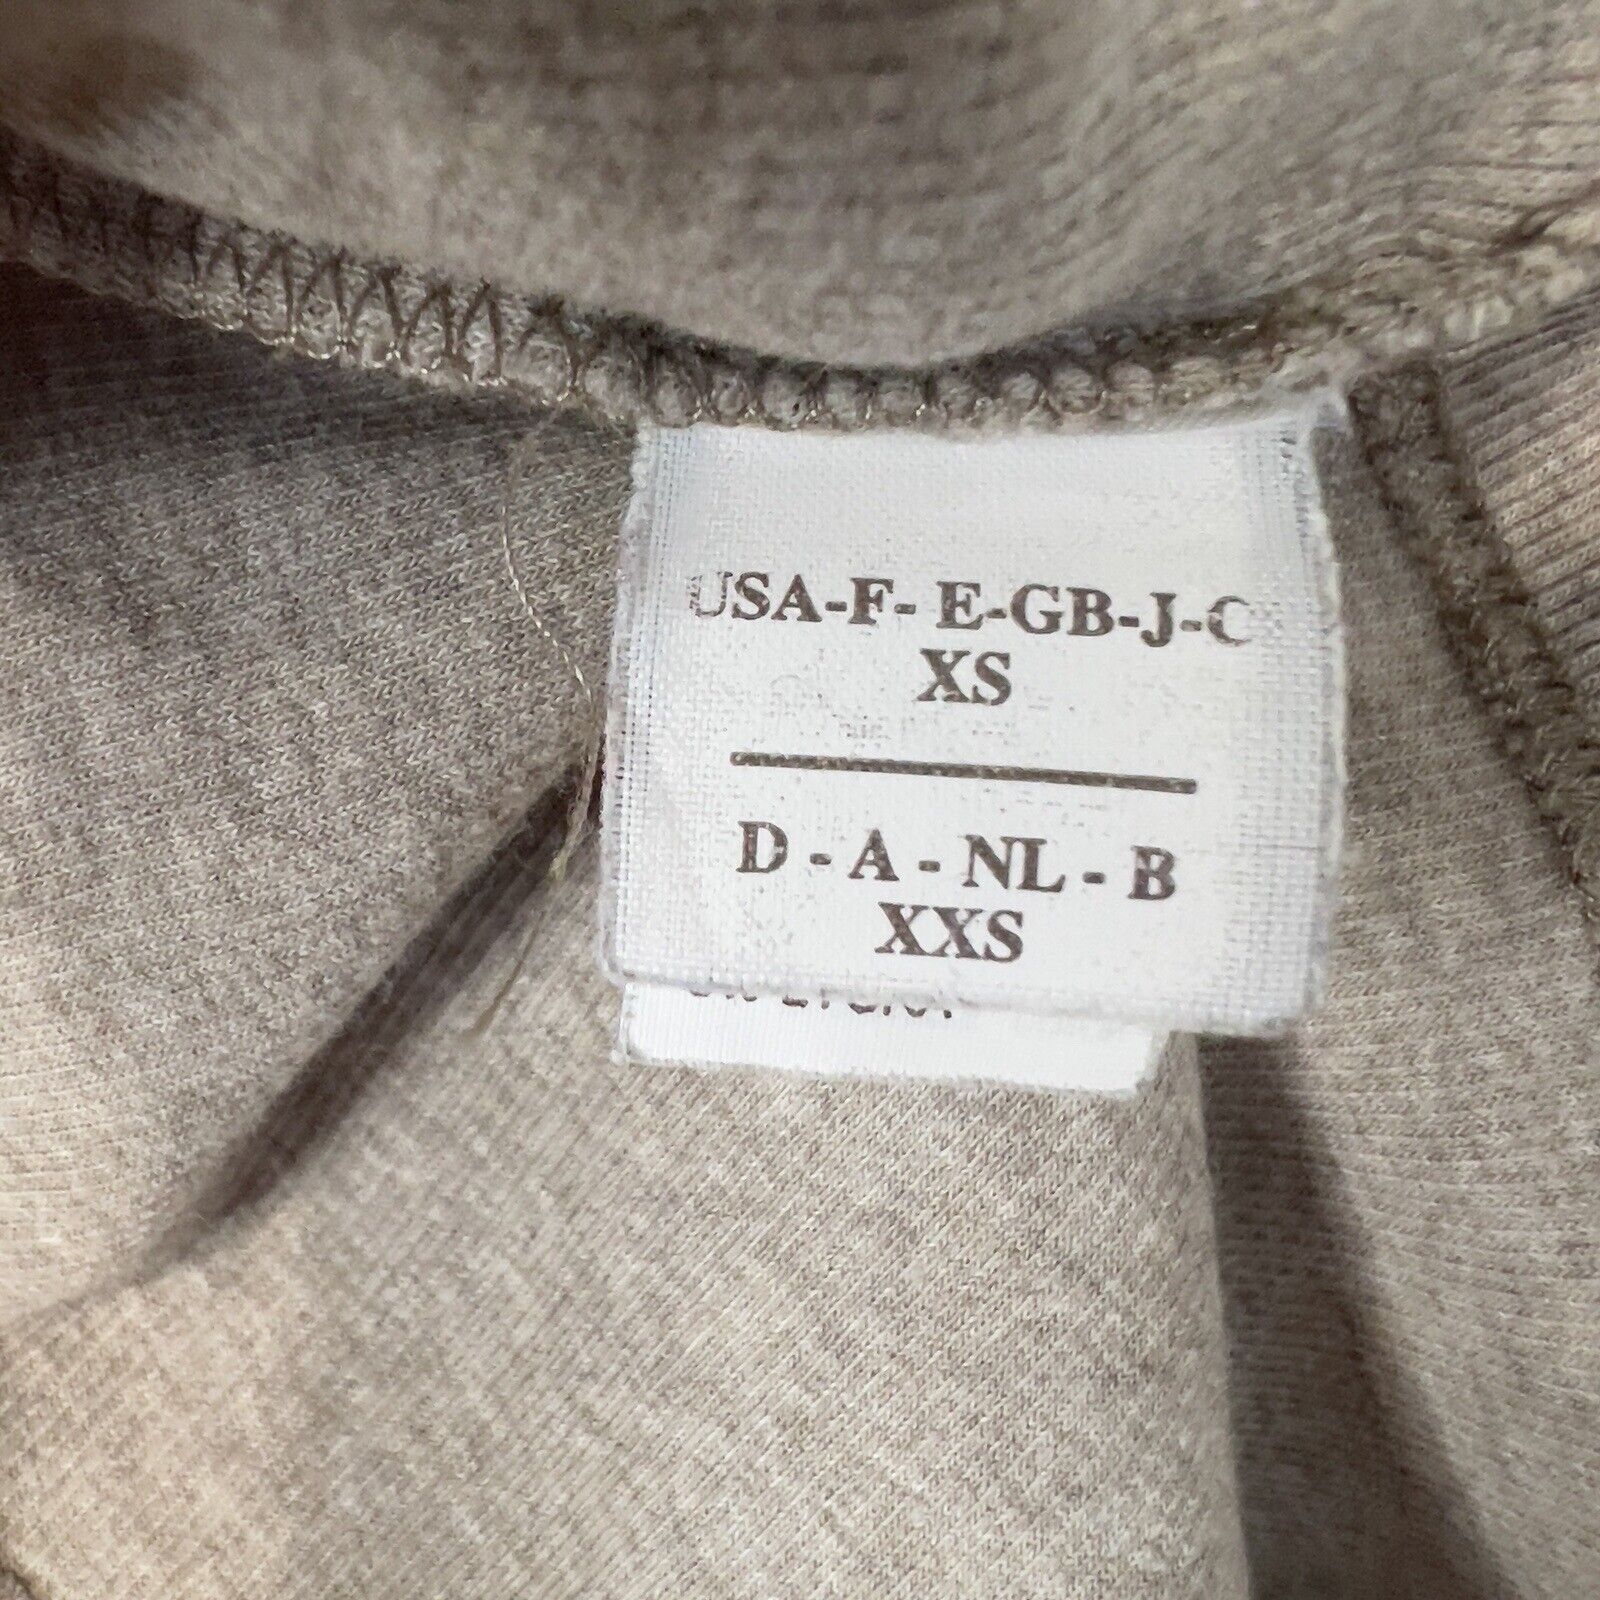 USA-F- E-GB-J-C
XS
D - A - NL - B
XXS